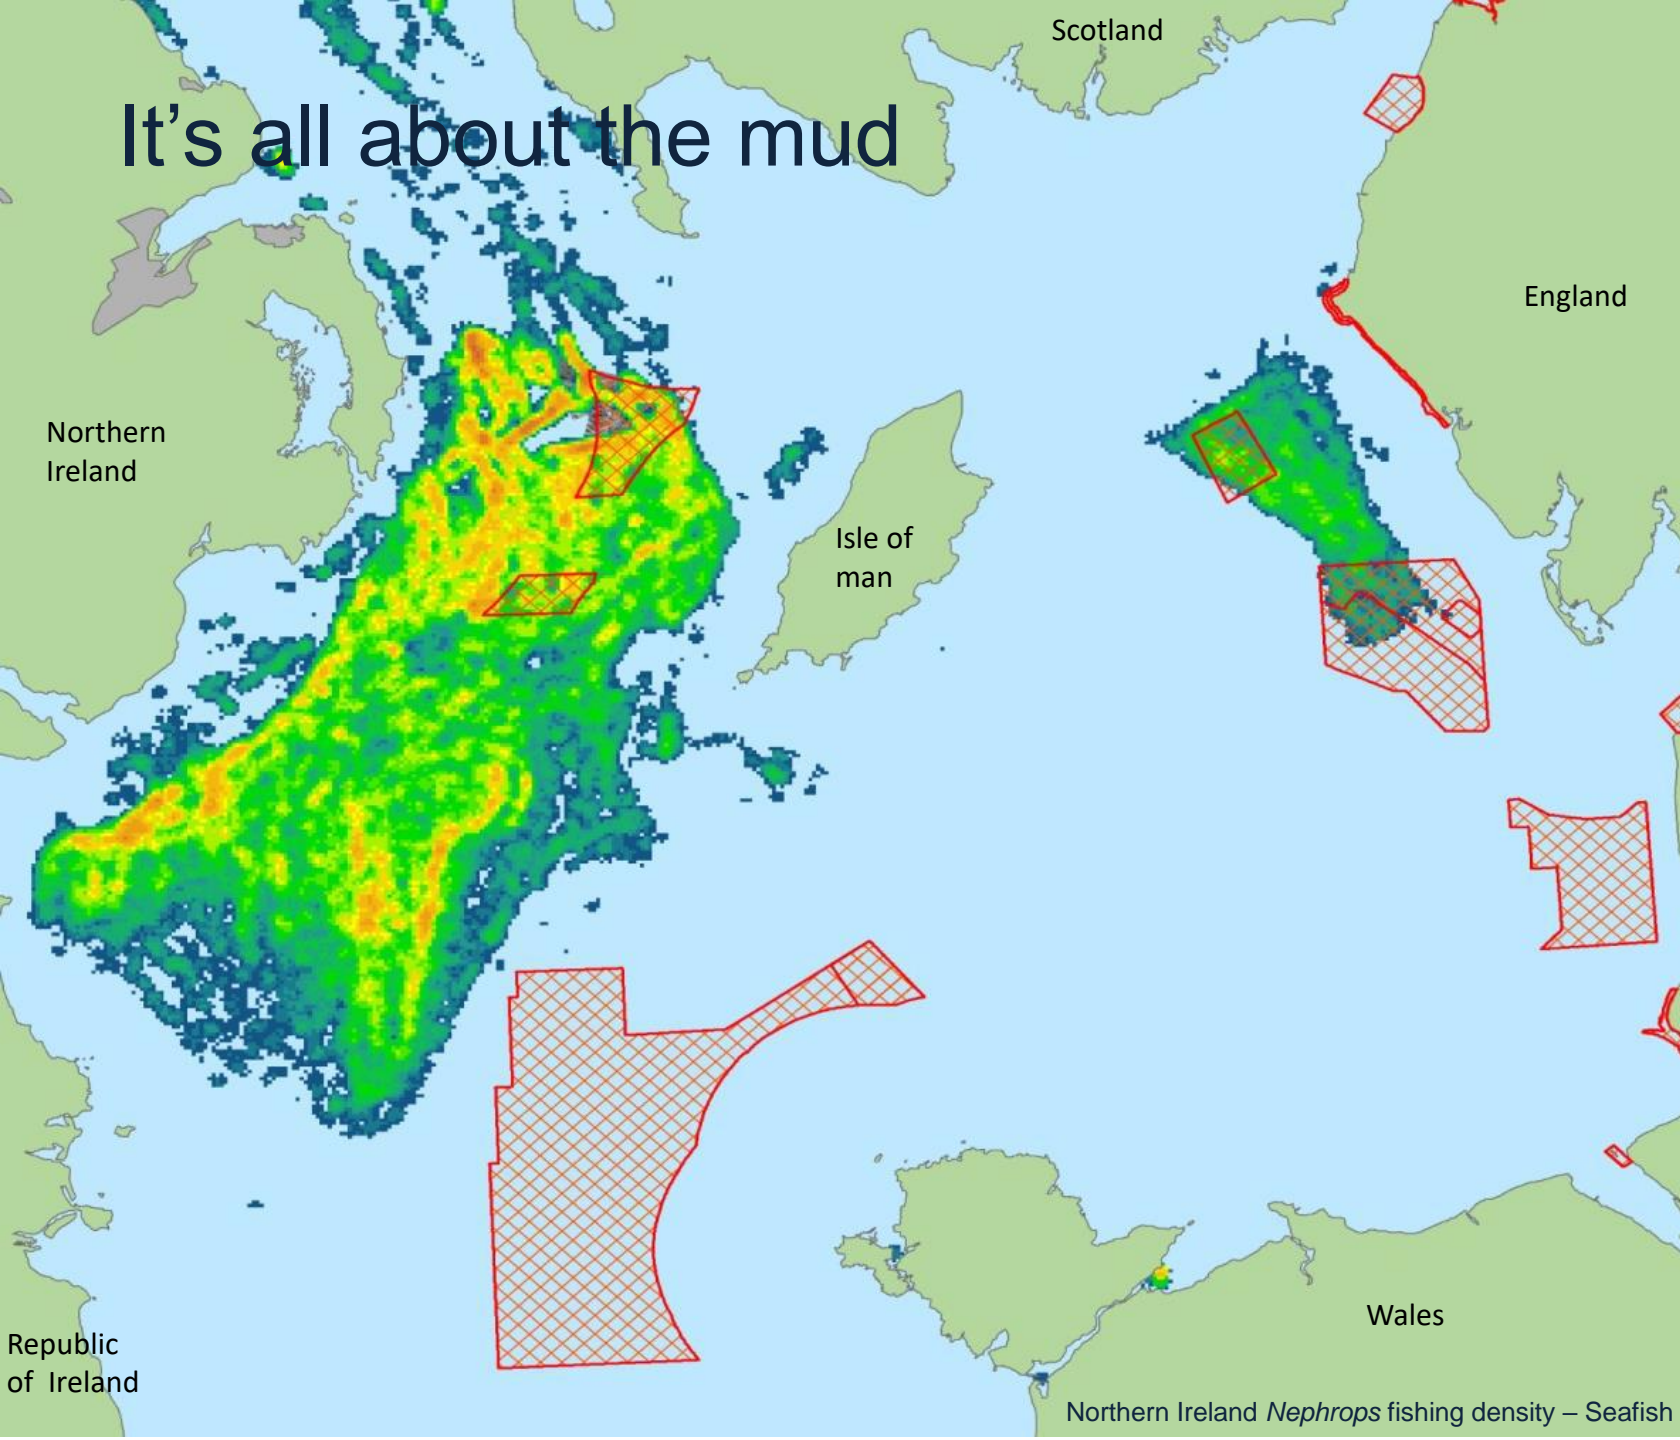 Scotland
It's all about the mud
England
Northern
Ireland
Isle of
man
Wales
Republic
of Ireland
Northern Ireland Nephrops fishing density – Seafish